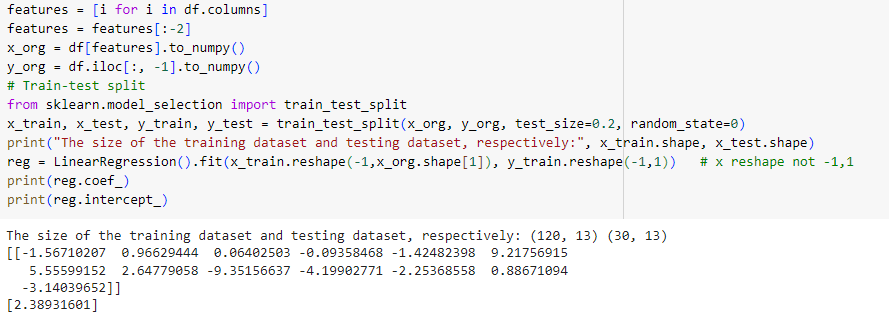 features = [i for i in df.columns]
features = features[:-2]
x_org = df[features].to_numpy()
y_org = df.iloc[:, -1].to_numpy()
# Train-test split
from sklearn.model_selection import train_test_split
x_train, x_test, y_train, y_test = train_test_split(x_org, y_org, test_size=0.2, random_state=0)
print("The size of the training dataset and testing dataset, respectively:", x_train.shape, x_test.shape)
reg = LinearRegression().fit(x_train.reshape(-1,x_org.shape[1]), y_train.reshape(-1,1))   # x reshape not -1,1
print(reg.coef_)
print(reg.intercept_)
The size of the training dataset and testing dataset, respectively: (120, 13) (30, 13)
[[-1.56710207  0.96629444  0.06402503 -0.09358468 -1.42482398  9.21756915
   5.55599152  2.64779058 -9.35156637 -4.19902771 -2.25368558  0.88671094
  -3.14039652]]
[2.38931601]